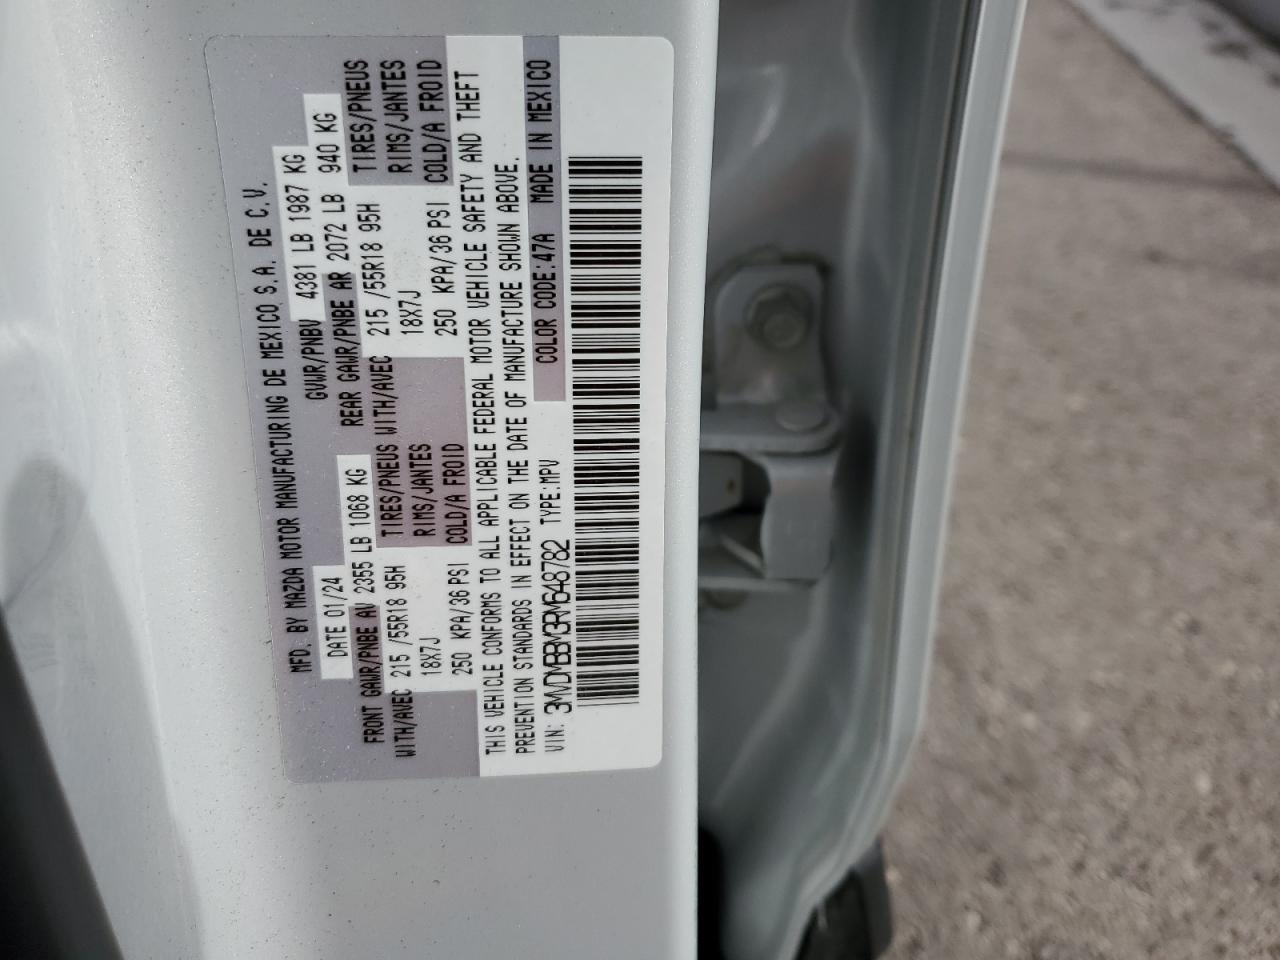 MFD. BY MAZDA MOTOR MANUFACTURING DE MEXICO S.A. DE C.V.
DATE 01/24 GVWR/PNBV 4381 LB 1987 KG
FRONT GAWR/PNBE AV 2355 LB 1068 KG REAR GAWR/PNBE AR 2072 LB 940 KG
WITH/AVEC 215 /55R18 95H TIRES/PNEUS WITH/AVEC 215 /55R18 95H TIRES/PNEUS
18X7J RIMS/JANTES 18X7J RIMS/JANTES
250 KPA/36 PSI COLD/A FROID 250 KPA/36 PSI COLD/A FROID
THIS VEHICLE CONFORMS TO ALL APPLICABLE FEDERAL MOTOR VEHICLE SAFETY AND THEFT
PREVENTION STANDARDS IN EFFECT ON THE DATE OF MANUFACTURE SHOWN ABOVE.
VIN: 3MVDMBBM3RM648782 TYPE:MPV COLOR CODE:47A MADE IN MEXICO